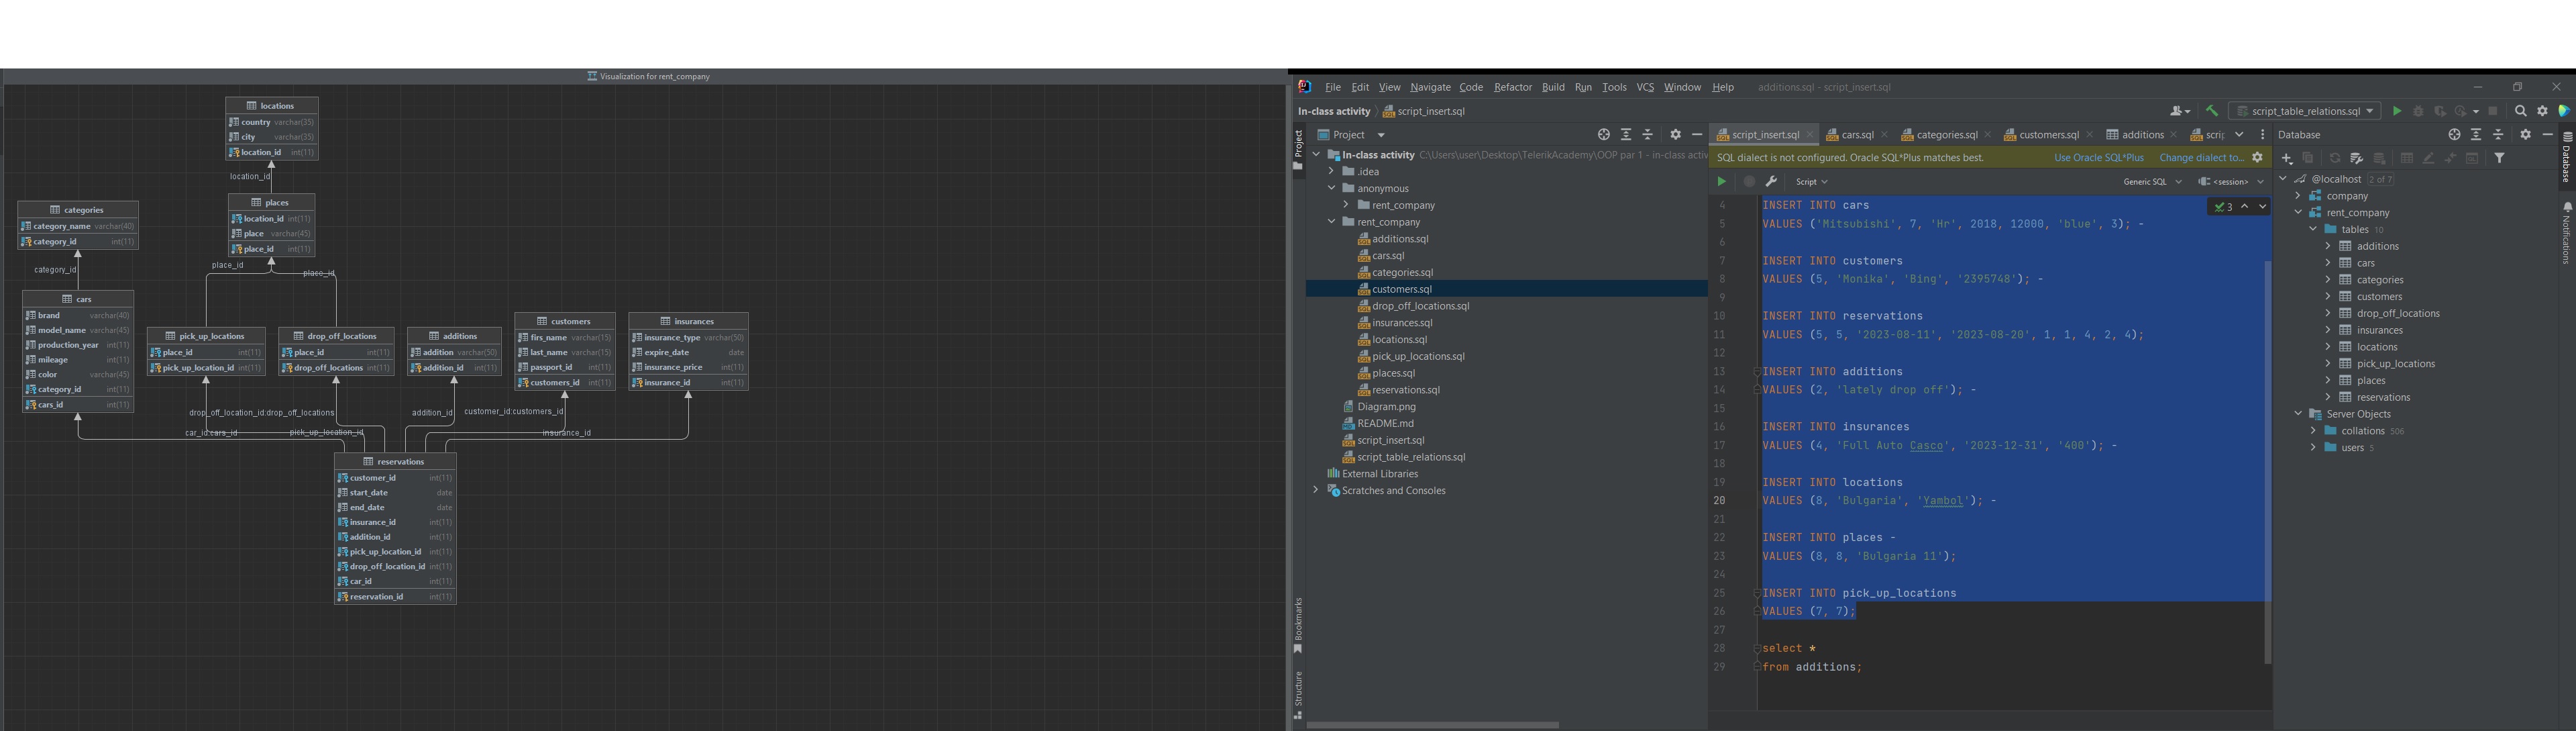 Visualization for rent_company
locations
country varchar(35)
city varchar(35)
location_id int(11)
location_id
places
location_id int(11)
place varchar(45)
place_id int(11)
categories
category_name varchar(40)
category_id int(11)
category_id
place_id
place_id
cars
brand varchar(40)
model_name varchar(45)
production_year int(11)
mileage int(11)
color varchar(45)
category_id int(11)
cars_id int(11)
pick_up_locations
place_id int(11)
pick_up_location_id int(11)
drop_off_locations
place_id int(11)
drop_off_locations int(11)
additions
addition varchar(50)
addition_id int(11)
customers
firs_name varchar(15)
last_name varchar(15)
passport_id int(11)
customers_id int(11)
insurances
insurance_type varchar(50)
expire_date date
insurance_price int(11)
insurance_id int(11)
drop_off_location_id:drop_off_locations
addition_id
customer_id:customers_id
car_id:cars_id
pick_up_location_id
insurance_id
reservations
customer_id int(11)
start_date date
end_date date
insurance_id int(11)
addition_id int(11)
pick_up_location_id int(11)
drop_off_location_id int(11)
car_id int(11)
reservation_id int(11)
File Edit View Navigate Code Refactor Build Run Tools VCS Window Help additions.sql - script_insert.sql
In-class activity script_insert.sql
script_table_relations.sql
Project
Project
In-class activity C:\Users\user\Desktop\TelerikAcademy\OOP par 1 - in-class activ
.idea
anonymous
rent_company
rent_company
additions.sql
cars.sql
categories.sql
customers.sql
drop_off_locations.sql
insurances.sql
locations.sql
pick_up_locations.sql
places.sql
reservations.sql
Diagram.png
README.md
script_insert.sql
script_table_relations.sql
External Libraries
Scratches and Consoles
Bookmarks
Structure
script_insert.sql cars.sql categories.sql customers.sql additions scrip
SQL dialect is not configured. Oracle SQL*Plus matches best. Use Oracle SQL*Plus Change dialect to...
Script Generic SQL <session>
3
4 INSERT INTO cars
5 VALUES ('Mitsubishi', 7, 'Hr', 2018, 12000, 'blue', 3); -
6
7 INSERT INTO customers
8 VALUES (5, 'Monika', 'Bing', '2395748'); -
9
10 INSERT INTO reservations
11 VALUES (5, 5, '2023-08-11', '2023-08-20', 1, 1, 4, 2, 4);
12
13 INSERT INTO additions
14 VALUES (2, 'lately drop off'); -
15
16 INSERT INTO insurances
17 VALUES (4, 'Full Auto Casco', '2023-12-31', '400'); -
18
19 INSERT INTO locations
20 VALUES (8, 'Bulgaria', 'Yambol'); -
21
22 INSERT INTO places -
23 VALUES (8, 8, 'Bulgaria 11');
24
25 INSERT INTO pick_up_locations
26 VALUES (7, 7);
27
28 select *
29 from additions;
Database
@localhost 2 of 7
company
rent_company
tables 10
additions
cars
categories
customers
drop_off_locations
insurances
locations
pick_up_locations
places
reservations
Server Objects
collations 506
users 5
Database
Notifications